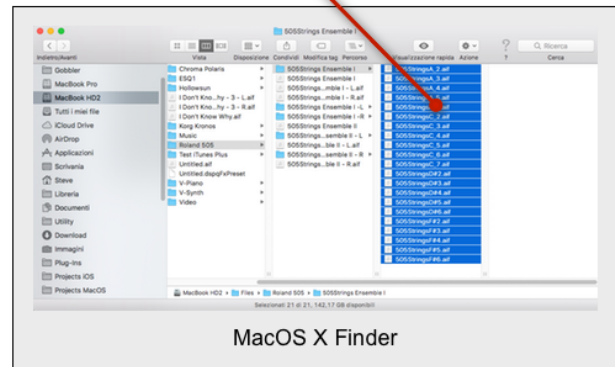 505Strings Ensemble I
Indietro/Avanti Vista Disposizione Condividi Modifica tag Percorso Visualizzazione rapida Azione ? Cerca
Ricerca
Gobbler
MacBook Pro
MacBook HD2
Tutti i miei file
iCloud Drive
AirDrop
Applicazioni
Scrivania
Steve
Libreria
Documenti
Utility
Download
Immagini
Plug-ins
Projects IOS
Projects MacOS
Chroma Polaris
ESQ1
Hollowsun
I Don't Kno...hy - 3 - L.aif
I Don't Kno...hy - 3 - R.aif
I Don't Know Why.aif
Korg Kronos
Music
Roland 505
Test iTunes Plus
Untitled.aif
Untitled.dspqFxPreset
V-Piano
V-Synth
Video
505Strings Ensemble I
505Strings Ensemble I
505Strings...mble I - L.aif
505Strings...mble I - R.aif
505Strings Ensemble I -L
505Strings Ensemble I -R
505Strings Ensemble II
505Strings...semble II - L
505Strings...ble II - L.aif
505Strings...semble II - R
505Strings...ble II - R.aif
505StringsA_2.aif
505StringsA_3.aif
505StringsA_4.aif
505StringsA_5.aif
505StringsC_2.aif
505StringsC_3.aif
505StringsC_4.aif
505StringsC_5.aif
505StringsC_6.aif
505StringsC_7.aif
505StringsD#2.aif
505StringsD#3.aif
505StringsD#4.aif
505StringsD#5.aif
505StringsD#6.aif
505StringsF#2.aif
505StringsF#3.aif
505StringsF#4.aif
505StringsF#5.aif
505StringsF#6.aif
MacBook HD2 › Files › Roland 505 › 505Strings Ensemble I
Selezionati 21 di 21, 142,17 GB disponibili
MacOS X Finder